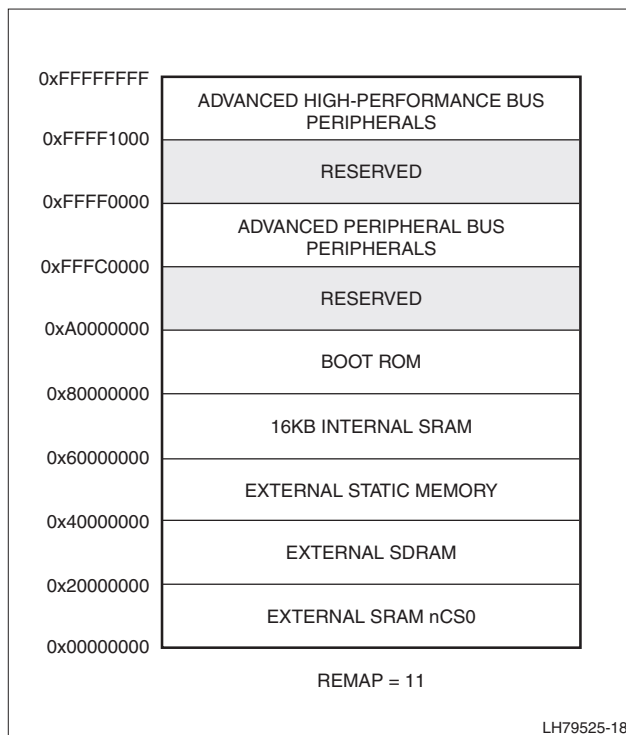 0xFFFFFFFF
ADVANCED HIGH-PERFORMANCE BUS
PERIPHERALS
0xFFFF1000
RESERVED
0xFFFF0000
ADVANCED PERIPHERAL BUS
PERIPHERALS
0xFFFC0000
RESERVED
0xA0000000
BOOT ROM
0x80000000
16KB INTERNAL SRAM
0x60000000
EXTERNAL STATIC MEMORY
0x40000000
EXTERNAL SDRAM
0x20000000
EXTERNAL SRAM nCS0
0x00000000
REMAP = 11
LH79525-18